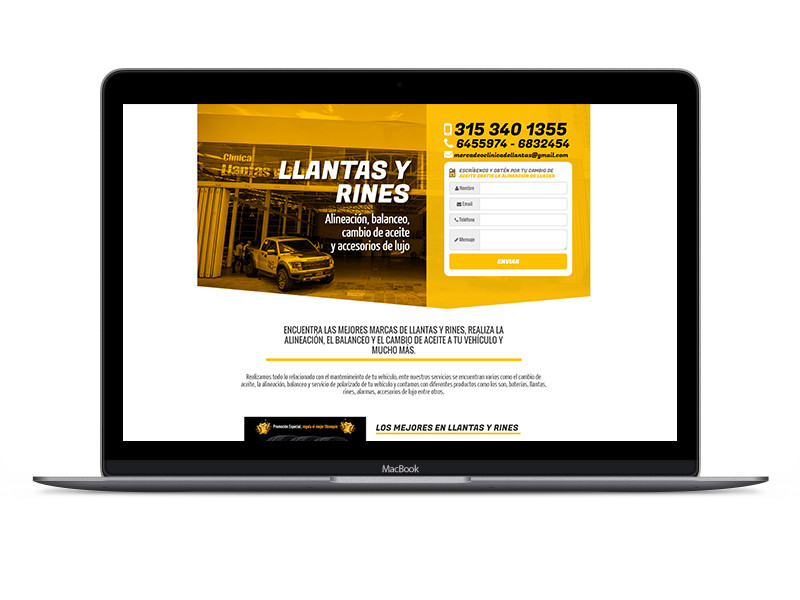 Clínica
Llantas
LLANTAS Y
RINES
Alineación, balanceo,
cambio de aceite
y accesorios de lujo
315 340 1355
6455974 - 6832454
mercadeoclinicadellantas@gmail.com
ESCRÍBENOS Y OBTÉN POR TU CAMBIO DE
ACEITE GRATIS LA ALINEACIÓN DE LUCES
Nombre
Email
Teléfono
Mensaje
ENVIAR
ENCUENTRA LAS MEJORES MARCAS DE LLANTAS Y RINES, REALIZA LA
ALINEACIÓN, EL BALANCEO Y EL CAMBIO DE ACEITE A TU VEHÍCULO Y
MUCHO MÁS.
Realizamos todo lo relacionado con el mantenimiento de tu vehículo, ente nuestros servicios se encuentran varios como el cambio de
aceite, la alineación, balanceo y servicio de polarizado de tu vehículo y contamos con diferentes productos como los son, baterías, llantas,
rines, alarmas, accesorios de lujo entre otros.
Promoción Especial, regala el mejor Obsequio
LOS MEJORES EN LLANTAS Y RINES
MacBook